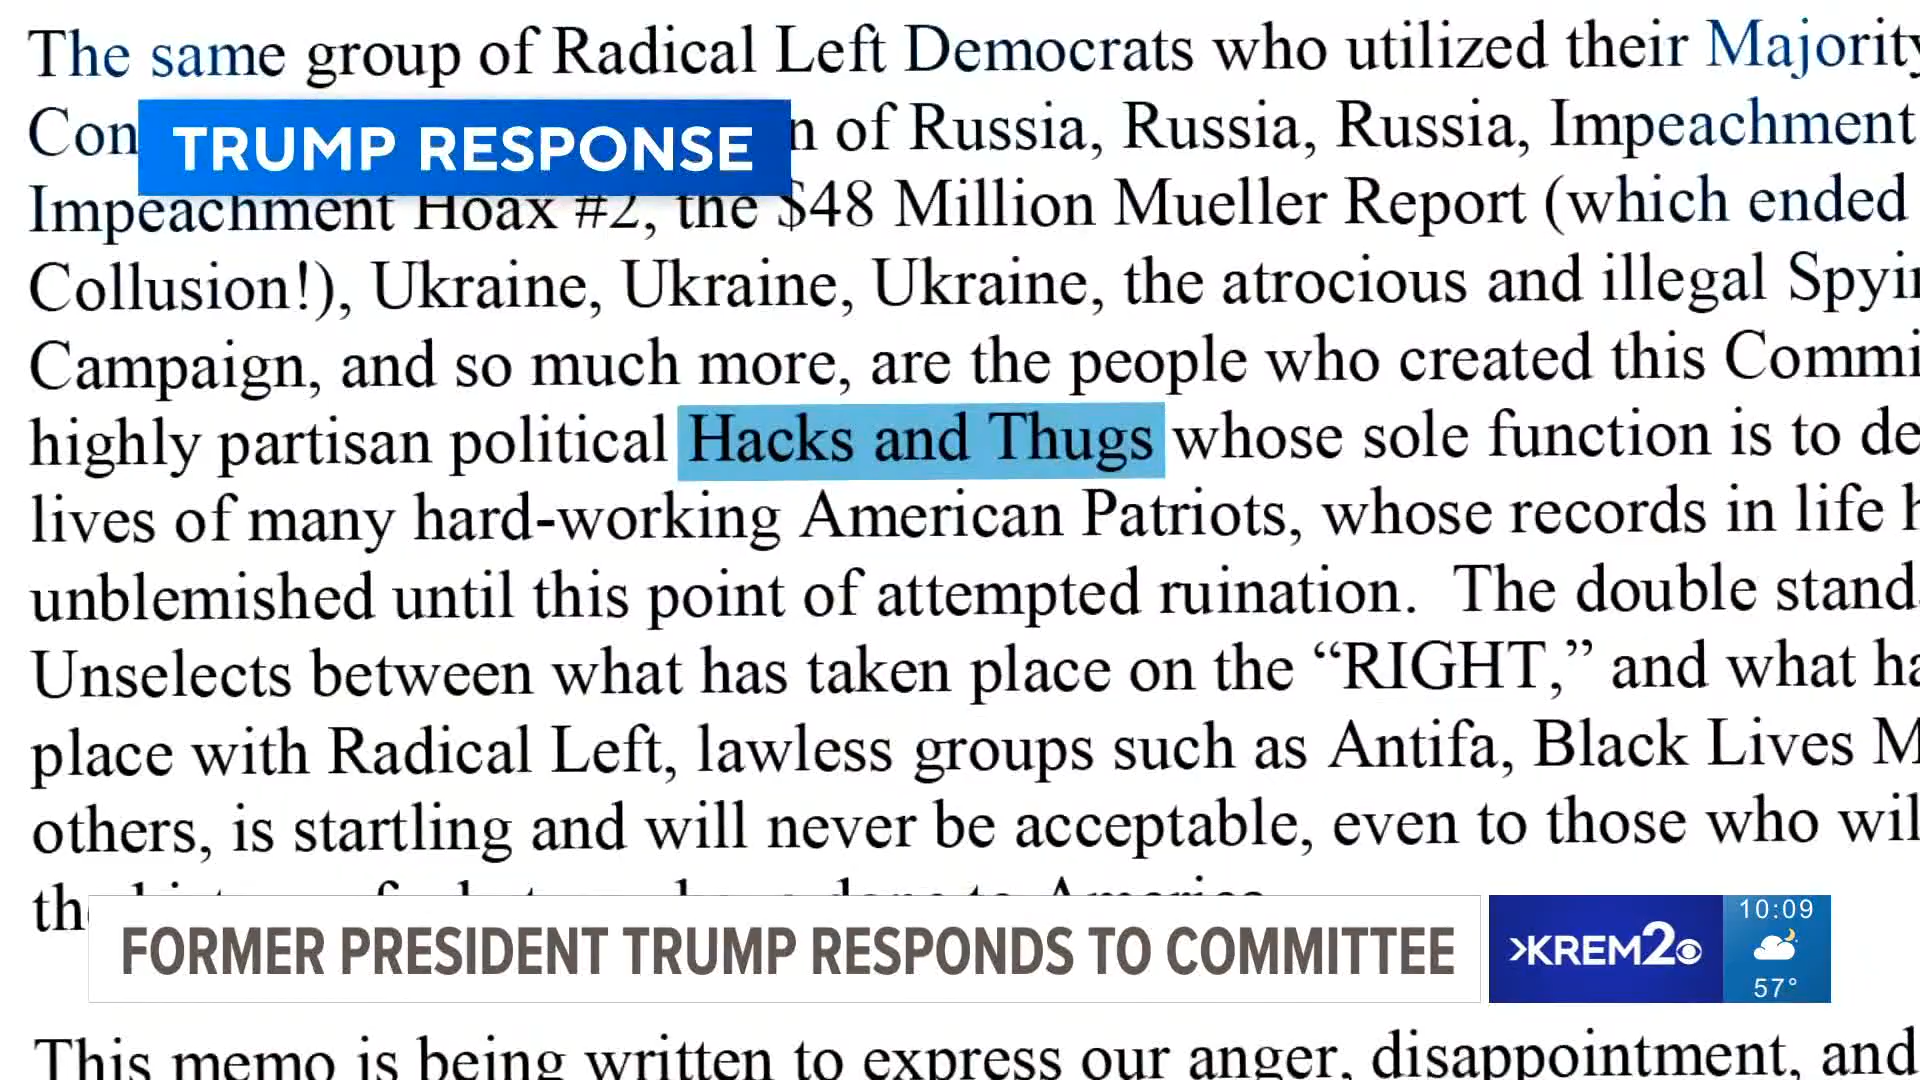 The same group of Radical Left Democrats who utilized their Majority
Con
TRUMP RESPONSE
of Russia, Russia, Russia, Impeachment
Impeachment Hoax #2, the $48 Million Mueller Report (which ended
Collusion!), Ukraine, Ukraine, Ukraine, the atrocious and illegal Spyin
Campaign, and so much more, are the people who created this Commi
highly partisan political Hacks and Thugs whose sole function is to de
lives of many hard-working American Patriots, whose records in life h
unblemished until this point of attempted ruination. The double stand
Unselects between what has taken place on the “RIGHT,” and what ha
place with Radical Left, lawless groups such as Antifa, Black Lives M
others, is startling and will never be acceptable, even to those who wil
FORMER PRESIDENT TRUMP RESPONDS TO COMMITTEE
KREM2
10:09
57°
This memo is being written to express our anger, disappointment, and